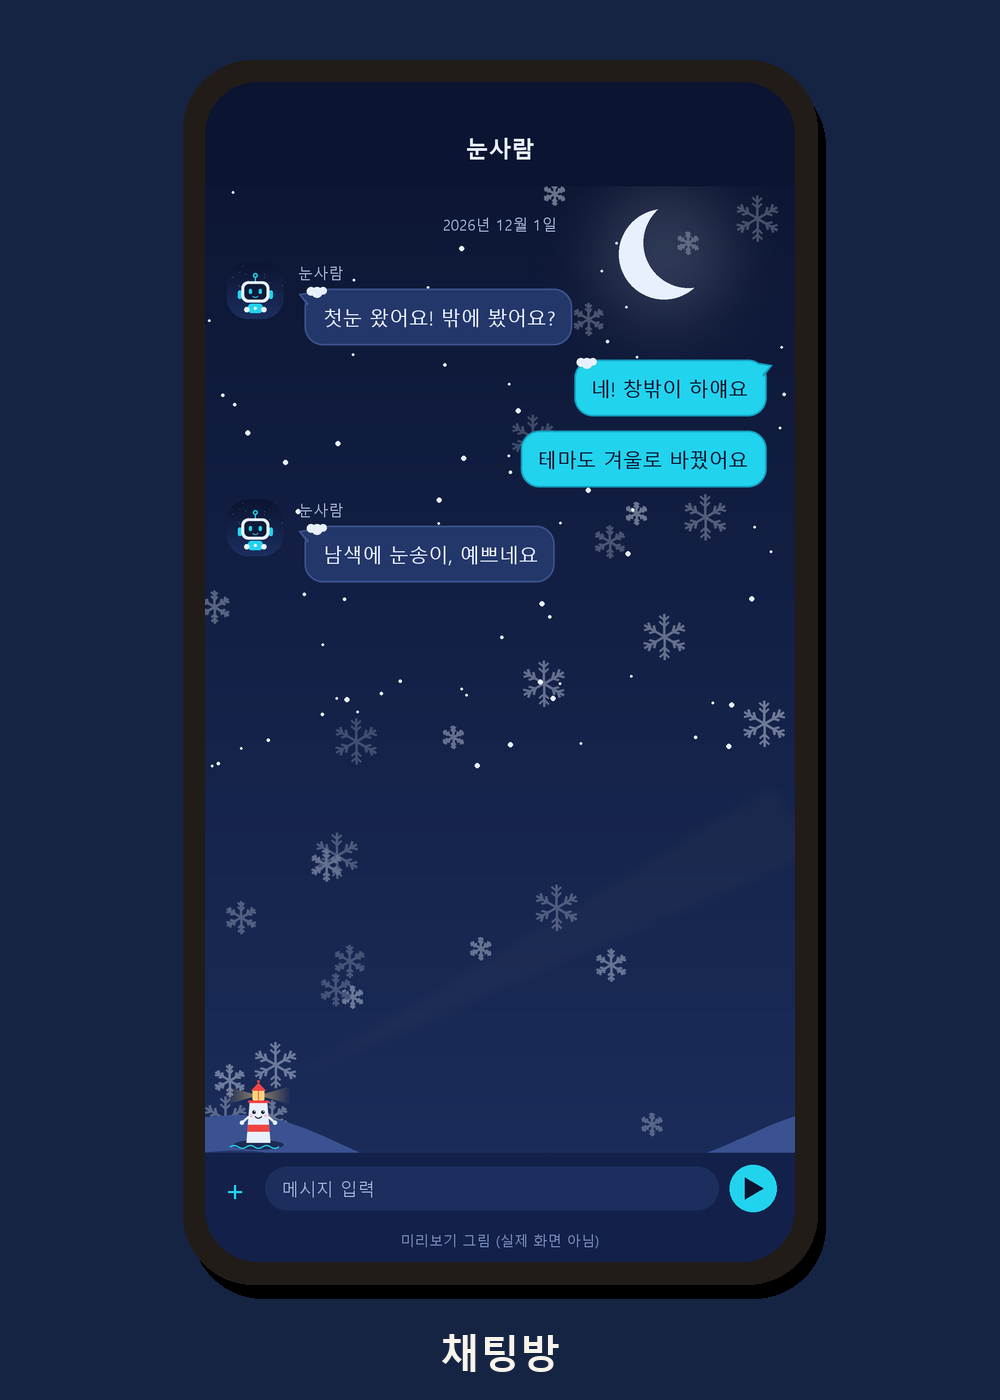 눈사람
2026년 12월 1일
눈사람
첫눈 왔어요! 밖에 봤어요?
네! 창밖이 하얘요
테마도 겨울로 바꿨어요
눈사람
남색에 눈송이, 예쁘네요
메시지 입력
미리보기 그림 (실제 화면 아님)
채팅방